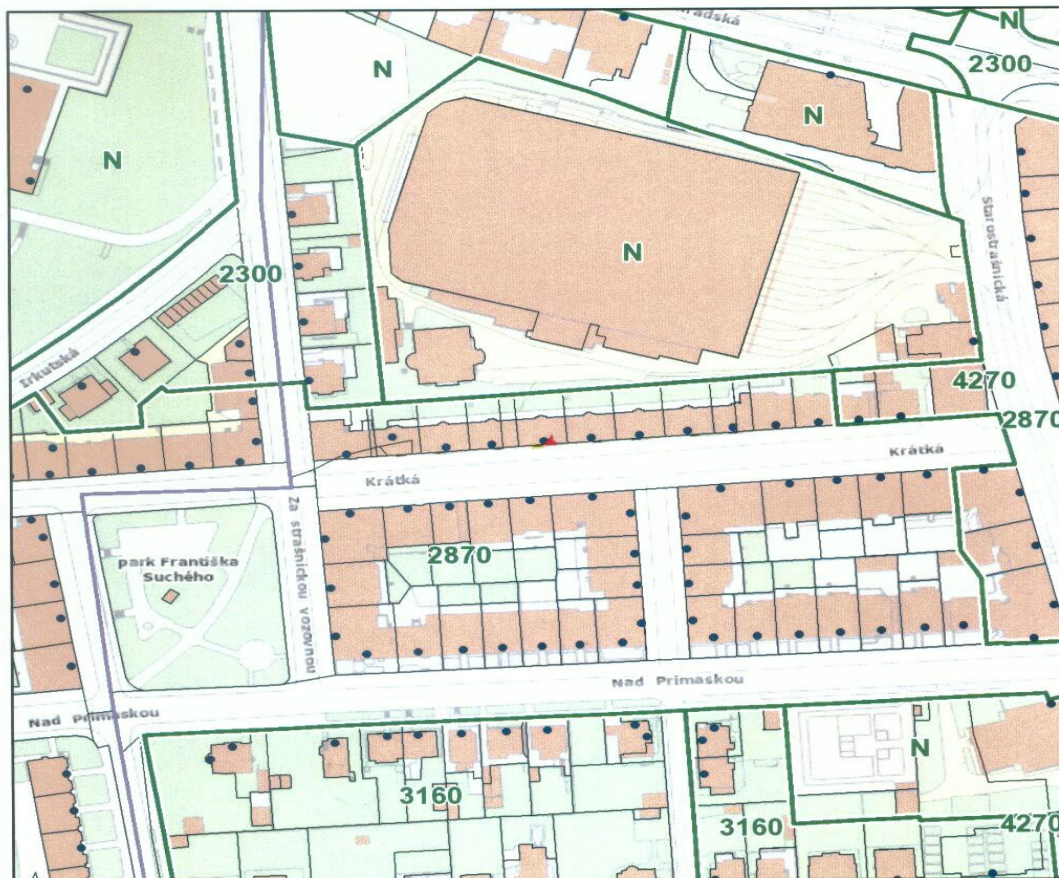 N
2300
N
N
N
Starostrašnická
N
2300
Irkutská
4270
2870
Krátká
Krátká
Za strašnickou vozovnou
park Františka
Suchého
2870
Nad Primaskou
Nad Primaskou
N
3160
3160
4270